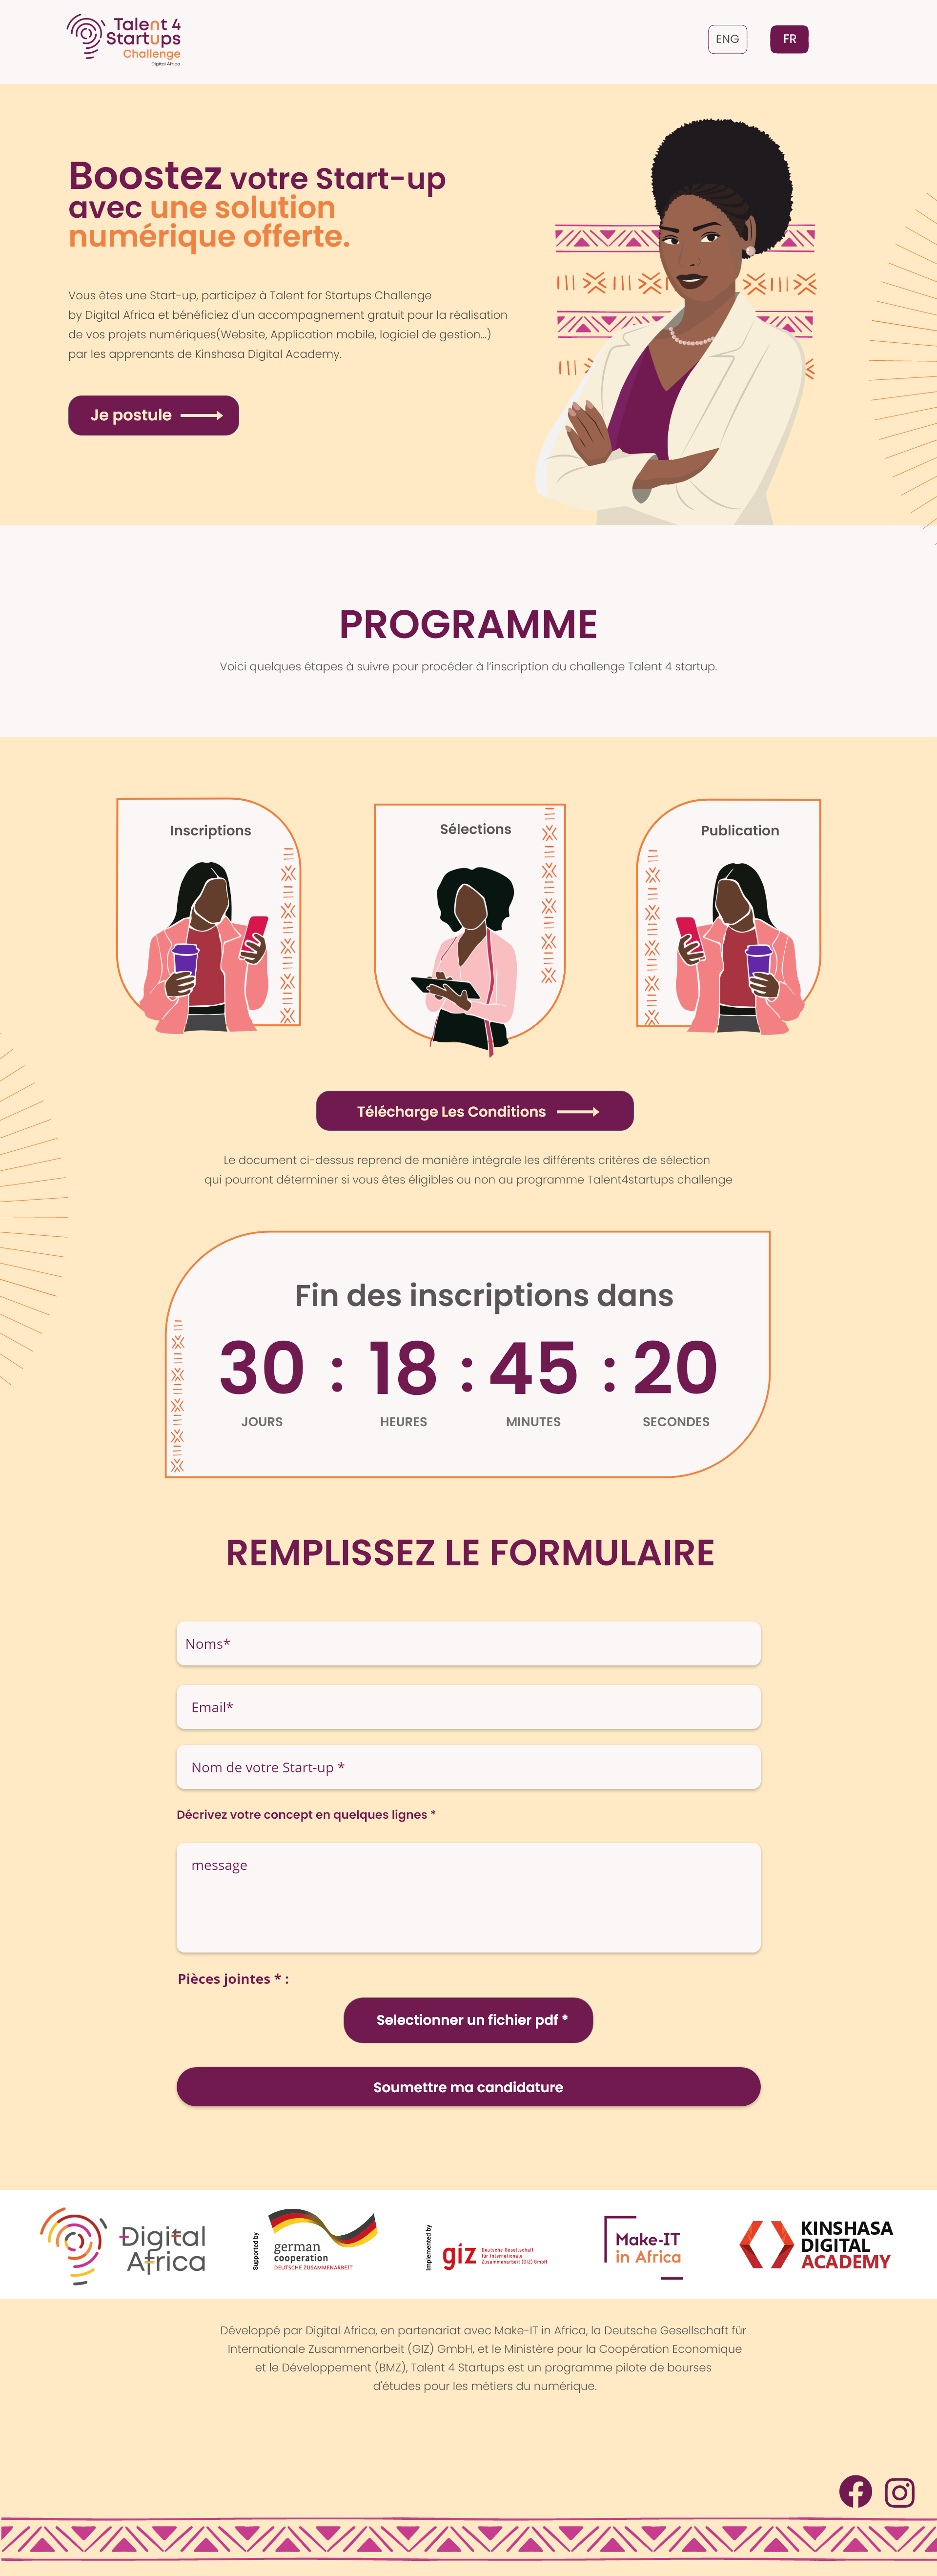 Talent 4
Startups
Challenge
Digital Africa
ENG
FR
Boostez votre Start-up
avec une solution
numérique offerte.
Vous êtes une Start-up, participez à Talent for Startups Challenge
by Digital Africa et bénéficiez d'un accompagnement gratuit pour la réalisation
de vos projets numériques(Website, Application mobile, logiciel de gestion...)
par les apprenants de Kinshasa Digital Academy.
Je postule
PROGRAMME
Voici quelques étapes à suivre pour procéder à l'inscription du challenge Talent 4 startup.
Inscriptions
Sélections
Publication
Télécharge Les Conditions
Le document ci-dessus reprend de manière intégrale les différents critères de sélection
qui pourront déterminer si vous êtes éligibles ou non au programme Talent4startups challenge
Fin des inscriptions dans
30 : 18 : 45 : 20
JOURS HEURES MINUTES SECONDES
REMPLISSEZ LE FORMULAIRE
Noms*
Email*
Nom de votre Start-up *
Décrivez votre concept en quelques lignes *
message
Pièces jointes * :
Selectionner un fichier pdf *
Soumettre ma candidature
Digital
Africa
Supported by
german
cooperation
DEUTSCHE ZUSAMMENARBEIT
Implemented by
giz
Deutsche Gesellschaft
für Internationale
Zusammenarbeit (GIZ) GmbH
Make-IT
in Africa
KINSHASA
DIGITAL
ACADEMY
Développé par Digital Africa, en partenariat avec Make-IT in Africa, la Deutsche Gesellschaft für
Internationale Zusammenarbeit (GIZ) GmbH, et le Ministère pour la Coopération Economique
et le Développement (BMZ), Talent 4 Startups est un programme pilote de bourses
d'études pour les métiers du numérique.